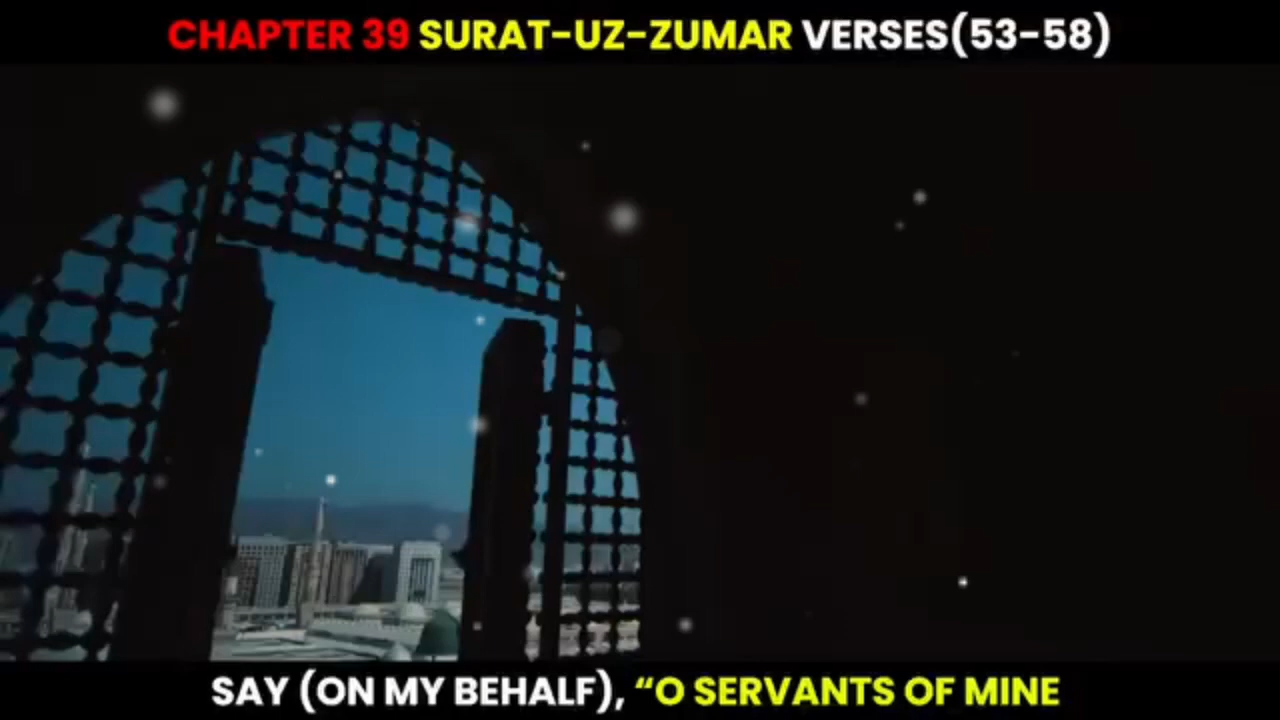 CHAPTER 39 SURAT-UZ-ZUMAR VERSES(53-58)
SAY (ON MY BEHALF), “O SERVANTS OF MINE